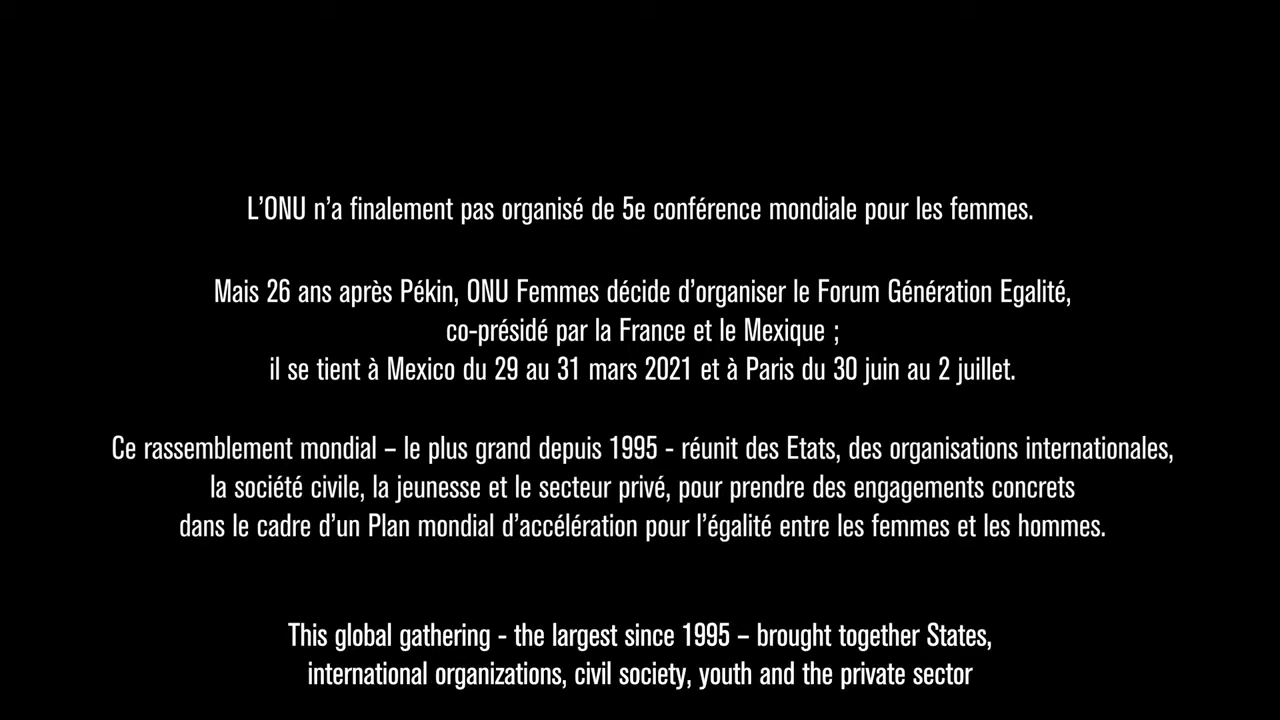 L’ONU n’a finalement pas organisé de 5e conférence mondiale pour les femmes.
Mais 26 ans après Pékin, ONU Femmes décide d’organiser le Forum Génération Egalité,
co-présidé par la France et le Mexique ;
il se tient à Mexico du 29 au 31 mars 2021 et à Paris du 30 juin au 2 juillet.
Ce rassemblement mondial – le plus grand depuis 1995 - réunit des Etats, des organisations internationales,
la société civile, la jeunesse et le secteur privé, pour prendre des engagements concrets
dans le cadre d’un Plan mondial d’accélération pour l’égalité entre les femmes et les hommes.
This global gathering - the largest since 1995 – brought together States,
international organizations, civil society, youth and the private sector